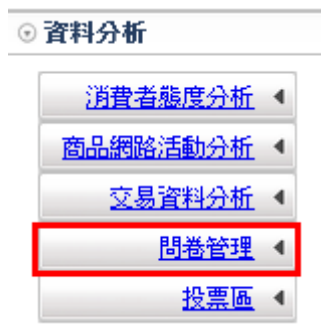 資料分析
消費者態度分析
商品網路活動分析
交易資料分析
問卷管理
投票區